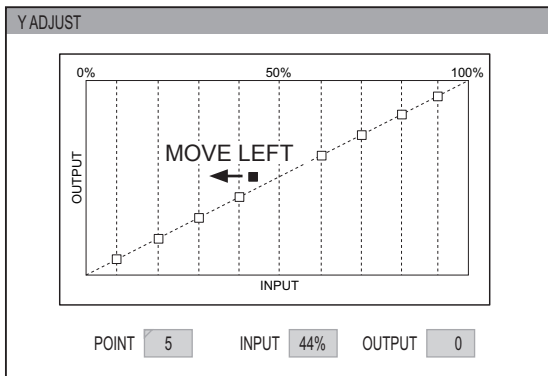 Y ADJUST
0% 50% 100%
MOVE LEFT
OUTPUT
INPUT
POINT 5 INPUT 44% OUTPUT 0